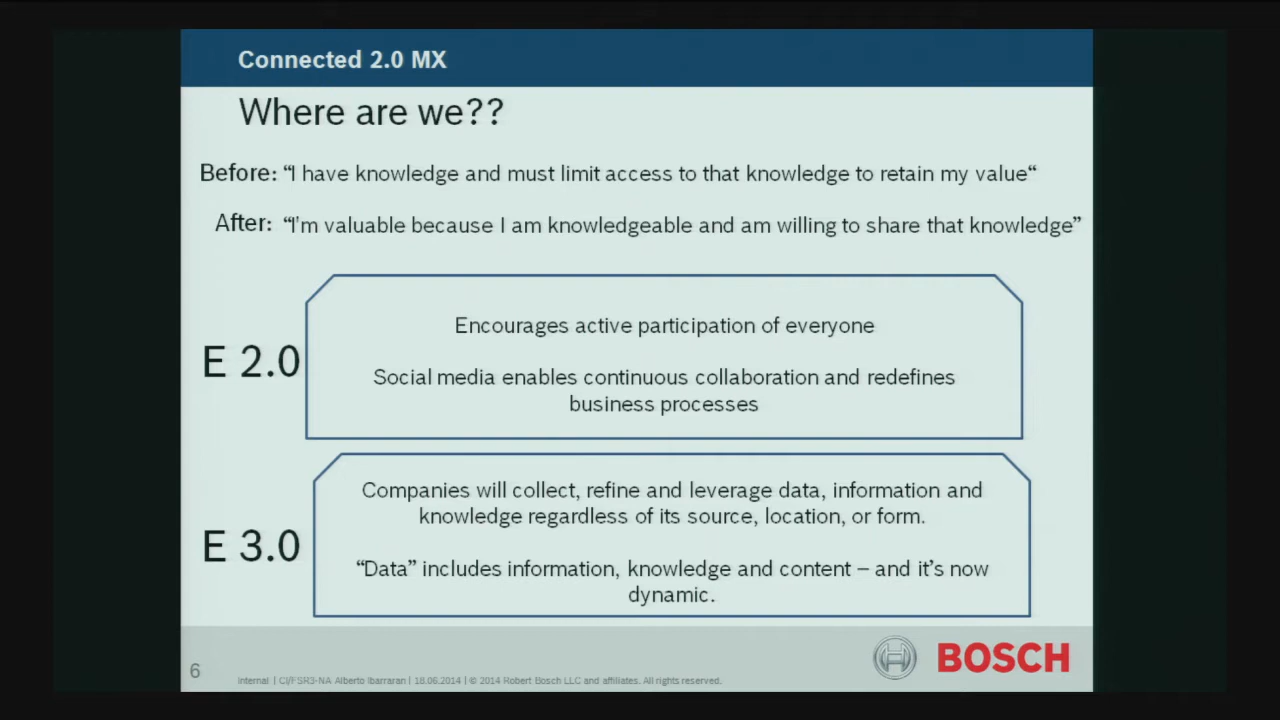 Connected 2.0 MX
Where are we??
Before: “I have knowledge and must limit access to that knowledge to retain my value“
After: “I'm valuable because I am knowledgeable and am willing to share that knowledge”
E 2.0
Encourages active participation of everyone
Social media enables continuous collaboration and redefines
business processes
E 3.0
Companies will collect, refine and leverage data, information and
knowledge regardless of its source, location, or form.
“Data” includes information, knowledge and content – and it’s now
dynamic.
6
Internal | CI/FSR3-NA Alberto Ibarraran | 18.06.2014 | © 2014 Robert Bosch LLC and affiliates. All rights reserved.
BOSCH